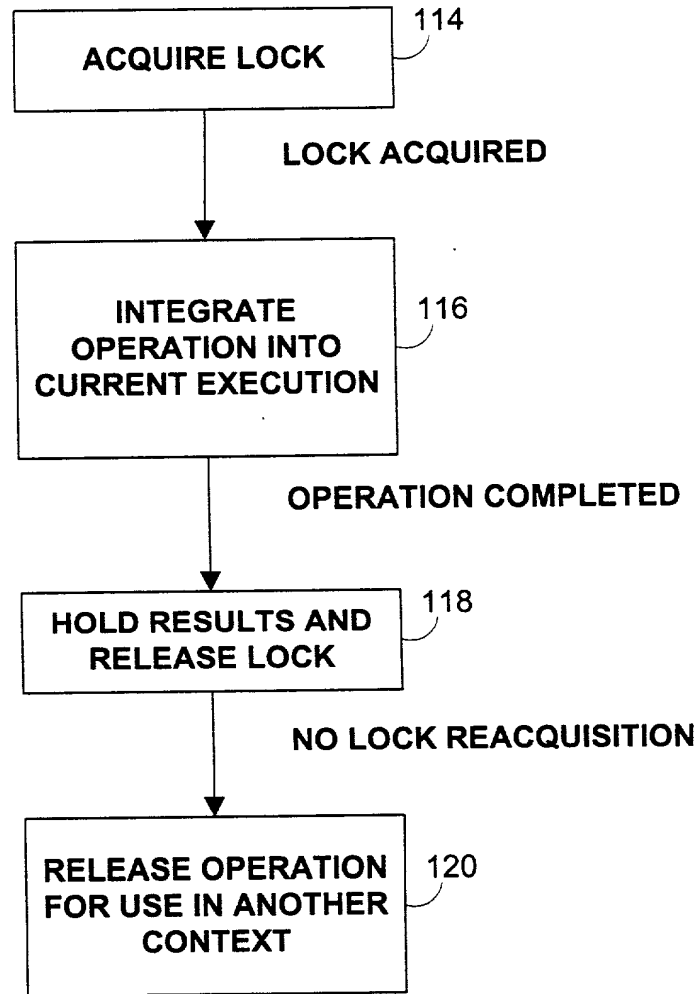 114
ACQUIRE LOCK
LOCK ACQUIRED
INTEGRATE
OPERATION INTO
CURRENT EXECUTION
116
OPERATION COMPLETED
HOLD RESULTS AND
RELEASE LOCK
118
NO LOCK REACQUISITION
RELEASE OPERATION
FOR USE IN ANOTHER
CONTEXT
120